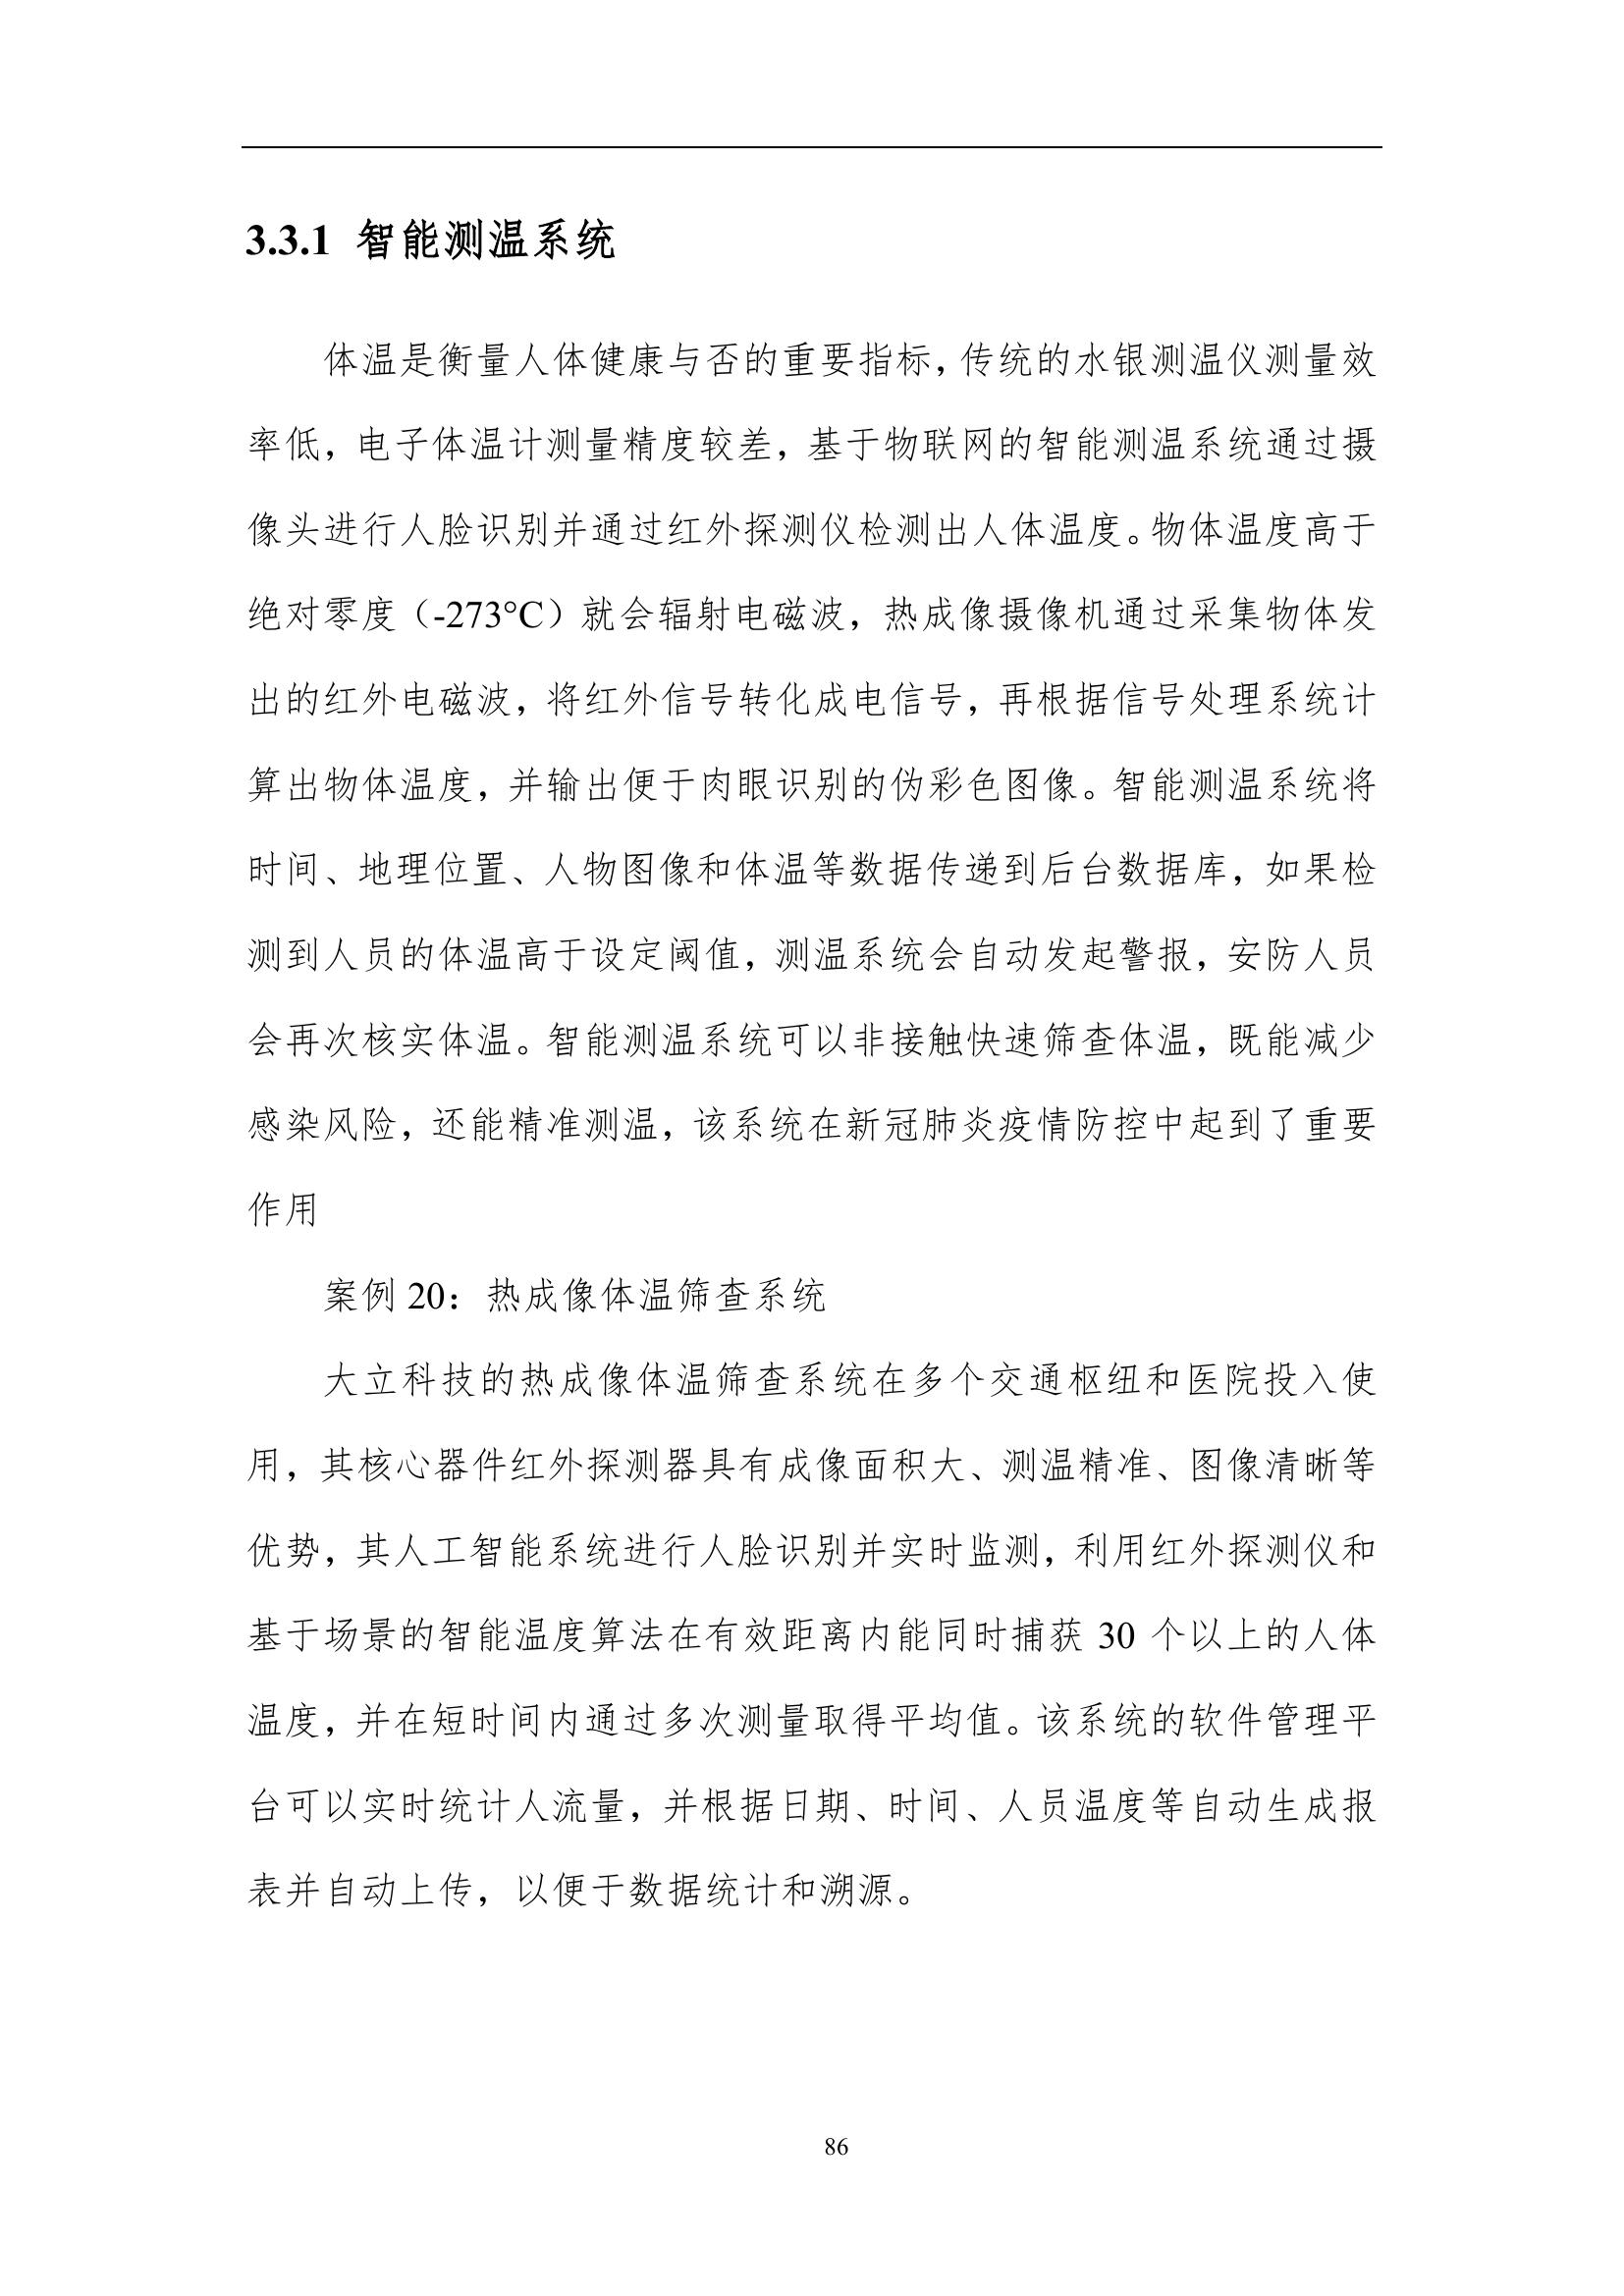 3.3.1 智能测温系统
体温是衡量人体健康与否的重要指标，传统的水银测温仪测量效
率低，电子体温计测量精度较差，基于物联网的智能测温系统通过摄
像头进行人脸识别并通过红外探测仪检测出人体温度。物体温度高于
绝对零度（-273°C）就会辐射电磁波，热成像摄像机通过采集物体发
出的红外电磁波，将红外信号转化成电信号，再根据信号处理系统计
算出物体温度，并输出便于肉眼识别的伪彩色图像。智能测温系统将
时间、地理位置、人物图像和体温等数据传递到后台数据库，如果检
测到人员的体温高于设定阈值，测温系统会自动发起警报，安防人员
会再次核实体温。智能测温系统可以非接触快速筛查体温，既能减少
感染风险，还能精准测温，该系统在新冠肺炎疫情防控中起到了重要
作用
案例 20：热成像体温筛查系统
大立科技的热成像体温筛查系统在多个交通枢纽和医院投入使
用，其核心器件红外探测器具有成像面积大、测温精准、图像清晰等
优势，其人工智能系统进行人脸识别并实时监测，利用红外探测仪和
基于场景的智能温度算法在有效距离内能同时捕获 30 个以上的人体
温度，并在短时间内通过多次测量取得平均值。该系统的软件管理平
台可以实时统计人流量，并根据日期、时间、人员温度等自动生成报
表并自动上传，以便于数据统计和溯源。
86